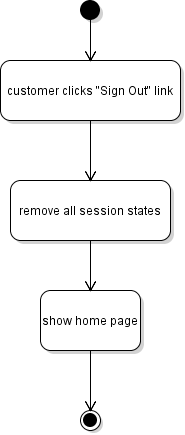 customer clicks "Sign Out" link
remove all session states
show home page